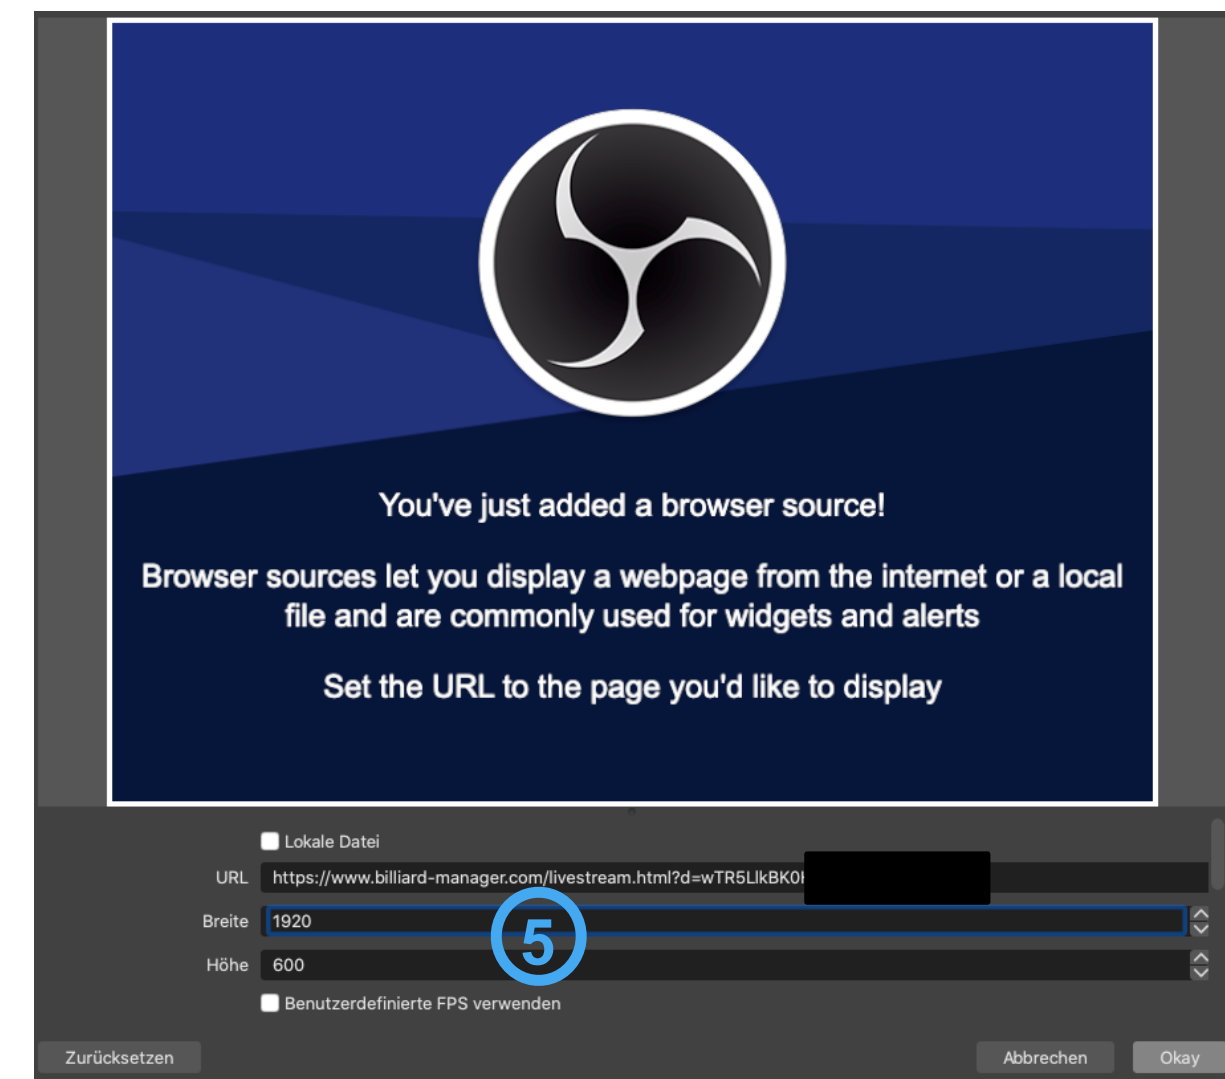 You've just added a browser source!
Browser sources let you display a webpage from the internet or a local
file and are commonly used for widgets and alerts
Set the URL to the page you'd like to display
Lokale Datei
URL https://www.billiard-manager.com/livestream.html?d=
Breite 1920
5
Höhe 600
Benutzerdefinierte FPS verwenden
Zurücksetzen Abbrechen Okay